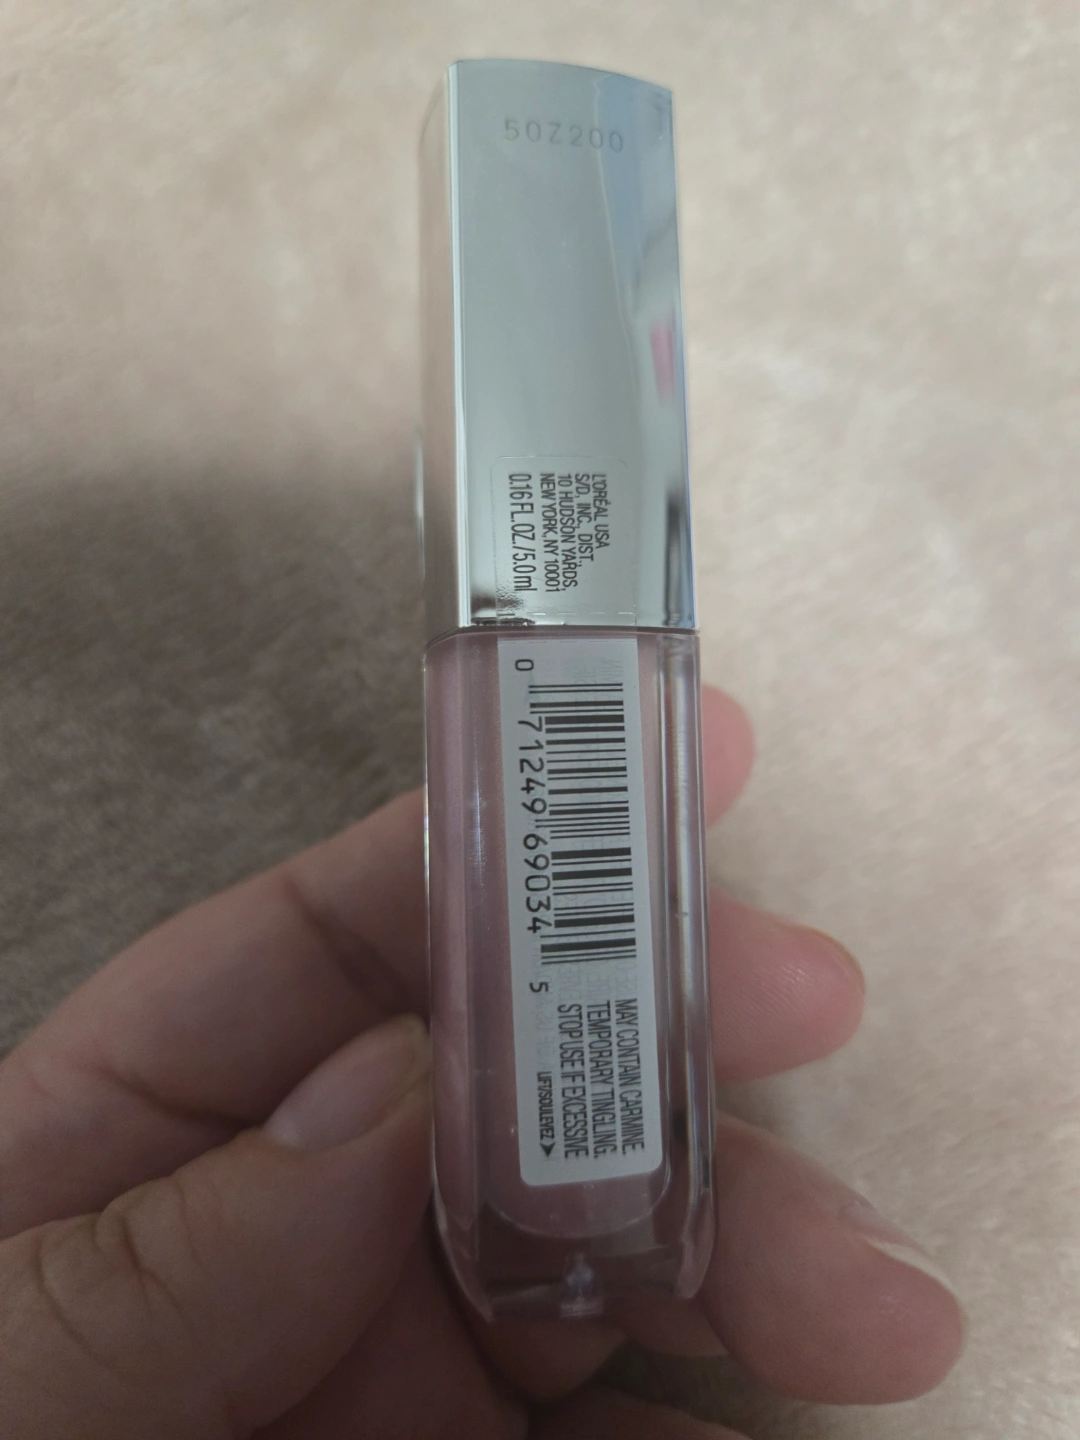 50Z200
L'ORÉAL USA
S/D, INC., DIST.,
10 HUDSON YARDS,
NEW YORK, NY 10001
0.16 FL.OZ./5.0 ml
0 71249 69034 5
MAY CONTAIN CARMINE.
TEMPORARY TINGLING.
STOP USE IF EXCESSIVE
LIFT/SOULEVEZ